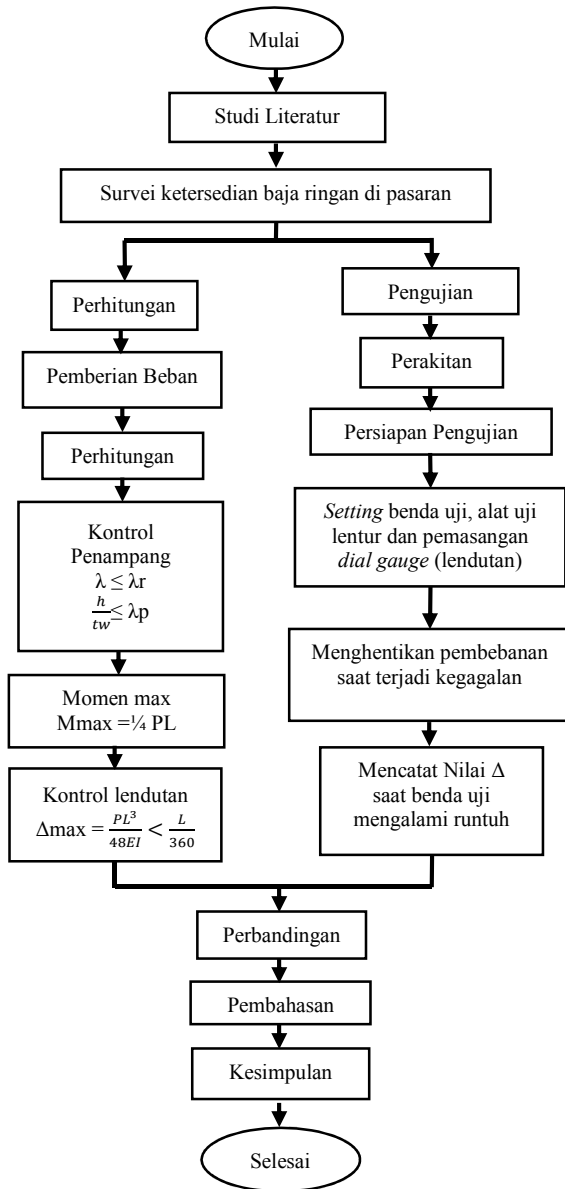 Mulai
Studi Literatur
Survei ketersedian baja ringan di pasaran
Perhitungan
Pemberian Beban
Perhitungan
Kontrol
Penampang
λ ≤ λr
h/tw ≤ λp
Momen max
Mmax =¼ PL
Kontrol lendutan
Δmax = PL³/48EI < L/360
Pengujian
Perakitan
Persiapan Pengujian
Setting benda uji, alat uji
lentur dan pemasangan
dial gauge (lendutan)
Menghentikan pembebanan
saat terjadi kegagalan
Mencatat Nilai Δ
saat benda uji
mengalami runtuh
Perbandingan
Pembahasan
Kesimpulan
Selesai